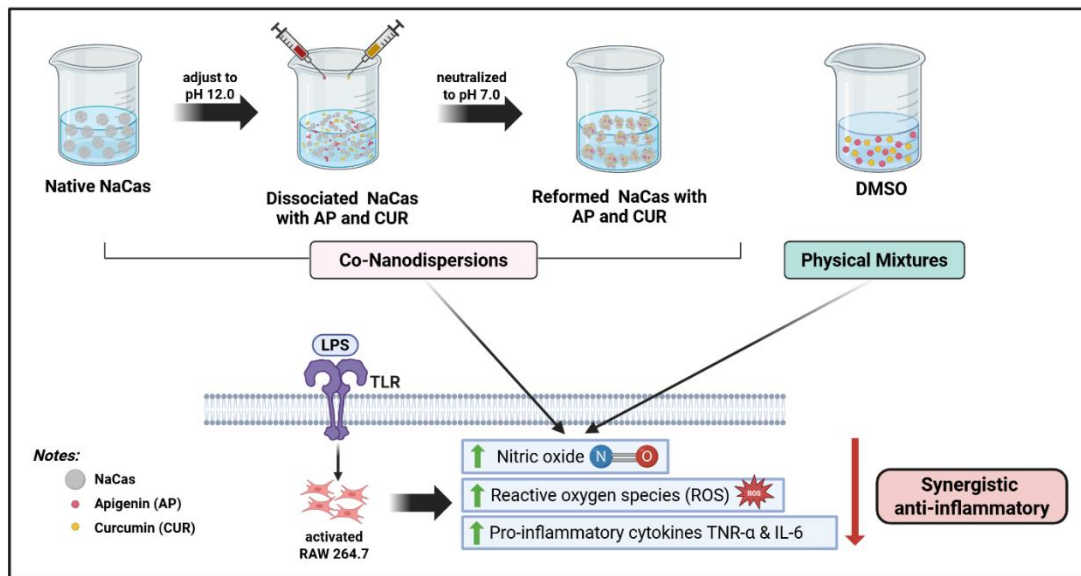 adjust to
pH 12.0
neutralized
to pH 7.0
Native NaCas
Dissociated NaCas
with AP and CUR
Reformed NaCas with
AP and CUR
DMSO
Co-Nanodispersions
Physical Mixtures
LPS
TLR
Notes:
NaCas
Apigenin (AP)
Curcumin (CUR)
activated
RAW 264.7
Nitric oxide N O
Reactive oxygen species (ROS) ROS
Pro-inflammatory cytokines TNR-α & IL-6
Synergistic
anti-inflammatory